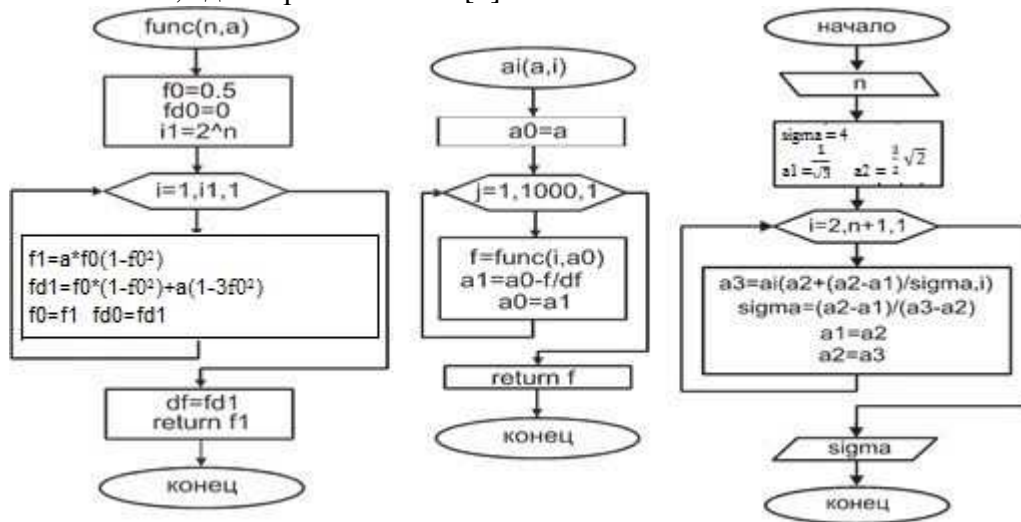 func(n,a)
f0=0.5
fd0=0
i1=2^n
i=1,i1,1
f1=a*f0(1-f0²)
fd1=f0*(1-f0²)+a(1-3f0²)
f0=f1 fd0=fd1
df=fd1
return f1
конец
ai(a,i)
a0=a
j=1,1000,1
f=func(i,a0)
a1=a0-f/df
a0=a1
return f
конец
начало
n
sigma = 4
a1 = a2 =
i=2,n+1,1
a3=ai(a2+(a2-a1)/sigma,i)
sigma=(a2-a1)/(a3-a2)
a1=a2
a2=a3
sigma
конец